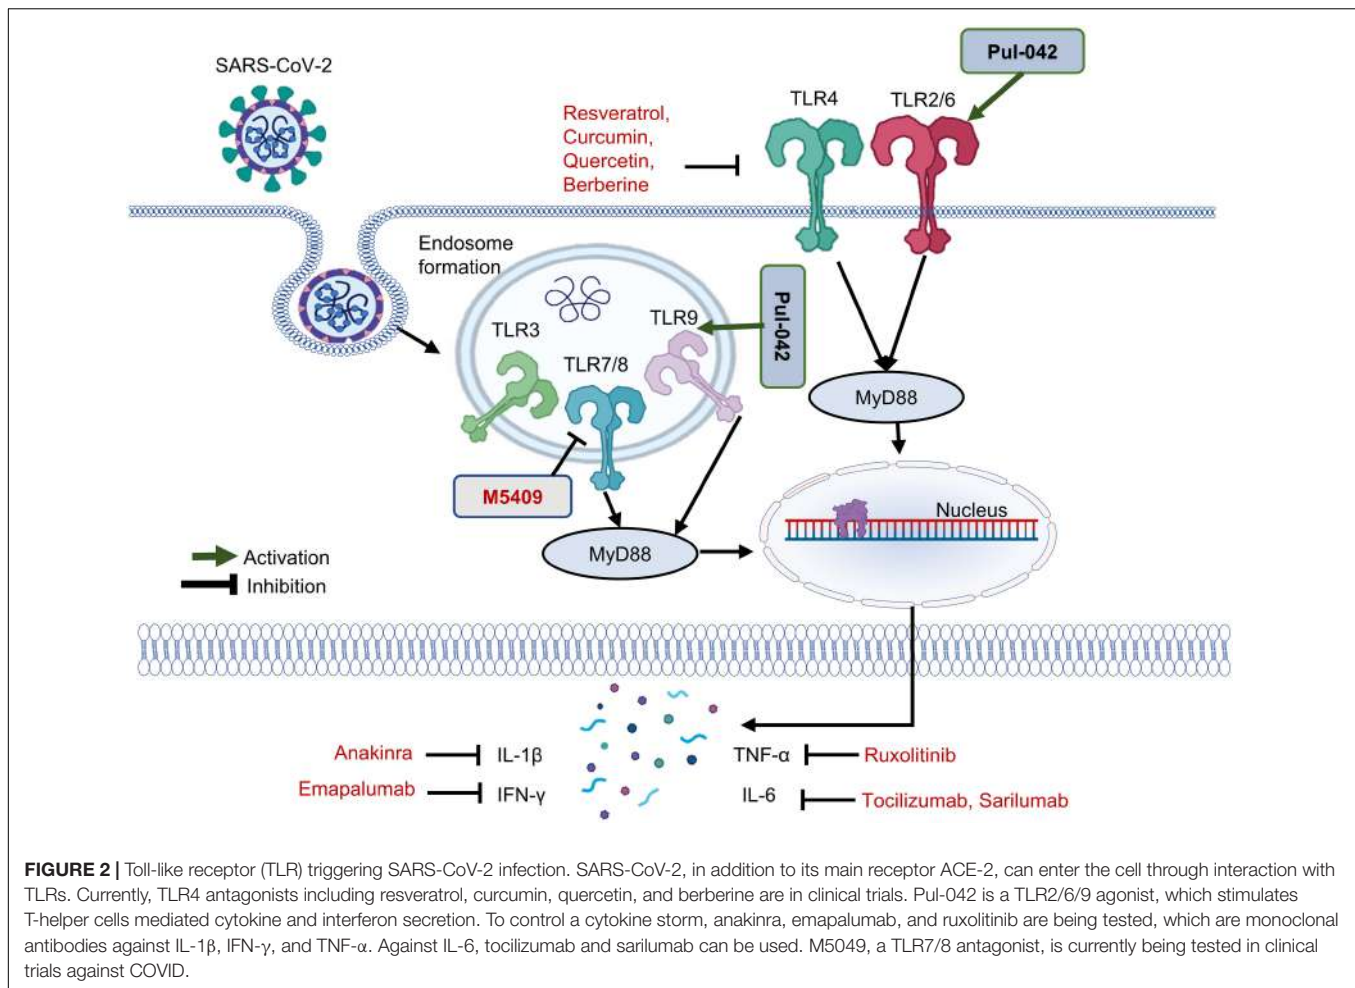 SARS-CoV-2
Resveratrol,
Curcumin,
Quercetin,
Berberine
TLR4
TLR2/6
Pul-042
Endosome
formation
TLR3
TLR7/8
TLR9
Pul-042
M5409
MyD88
MyD88
Nucleus
Activation
Inhibition
Anakinra
IL-1β
TNF-α
Ruxolitinib
Emapalumab
IFN-γ
IL-6
Tocilizumab, Sarilumab
FIGURE 2 | Toll-like receptor (TLR) triggering SARS-CoV-2 infection. SARS-CoV-2, in addition to its main receptor ACE-2, can enter the cell through interaction with
TLRs. Currently, TLR4 antagonists including resveratrol, curcumin, quercetin, and berberine are in clinical trials. Pul-042 is a TLR2/6/9 agonist, which stimulates
T-helper cells mediated cytokine and interferon secretion. To control a cytokine storm, anakinra, emapalumab, and ruxolitinib are being tested, which are monoclonal
antibodies against IL-1β, IFN-γ, and TNF-α. Against IL-6, tocilizumab and sarilumab can be used. M5049, a TLR7/8 antagonist, is currently being tested in clinical
trials against COVID.